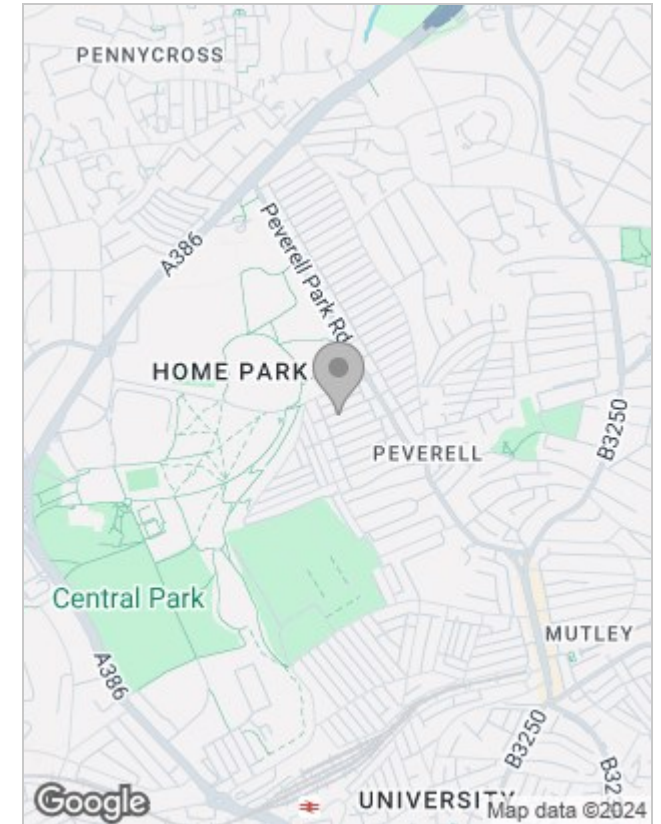 PENNYCROSS
A386
Peverell Park Rd
HOME PARK
B3250
PEVERELL
Central Park
MUTLEY
A386
B3250
UNIVERSITY
Google
Map data ©2024